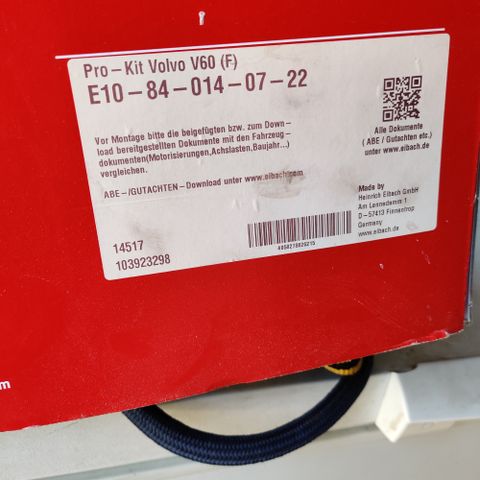 Pro-Kit Volvo V60 (F)
E10-84-014-07-22
Vor Montage bitte die beigefügten bzw. zum Down-
load bereitgestellten Dokumente mit den Fahrzeug-
dokumenten(Motorisierungen,Achslasten,Baujahr...)
vergleichen.
ABE-/GUTACHTEN-Download unter www.eibach.com
Alle Dokumente
( ABE / Gutachten etc.)
unter www.eibach.de
14517
103923298
Made by
Heinrich Eibach GmbH
Am Lennedamm 1
D-57413 Finnentrop
Germany
www.eibach.de